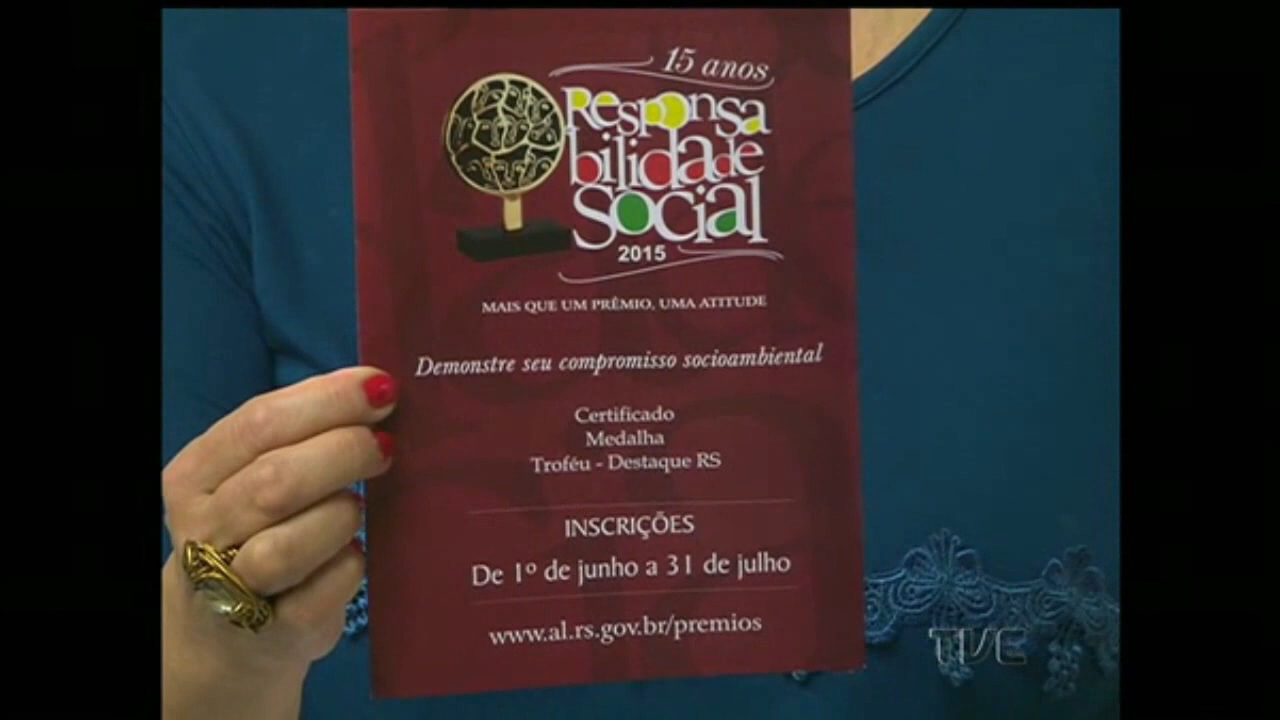 15 anos
Responsa
bilidade
Social
2015
MAIS QUE UM PRÊMIO, UMA ATITUDE
Demonstre seu compromisso socioambiental
Certificado
Medalha
Troféu - Destaque RS
INSCRIÇÕES
De 1º de junho a 31 de julho
www.al.rs.gov.br/premios
TVE